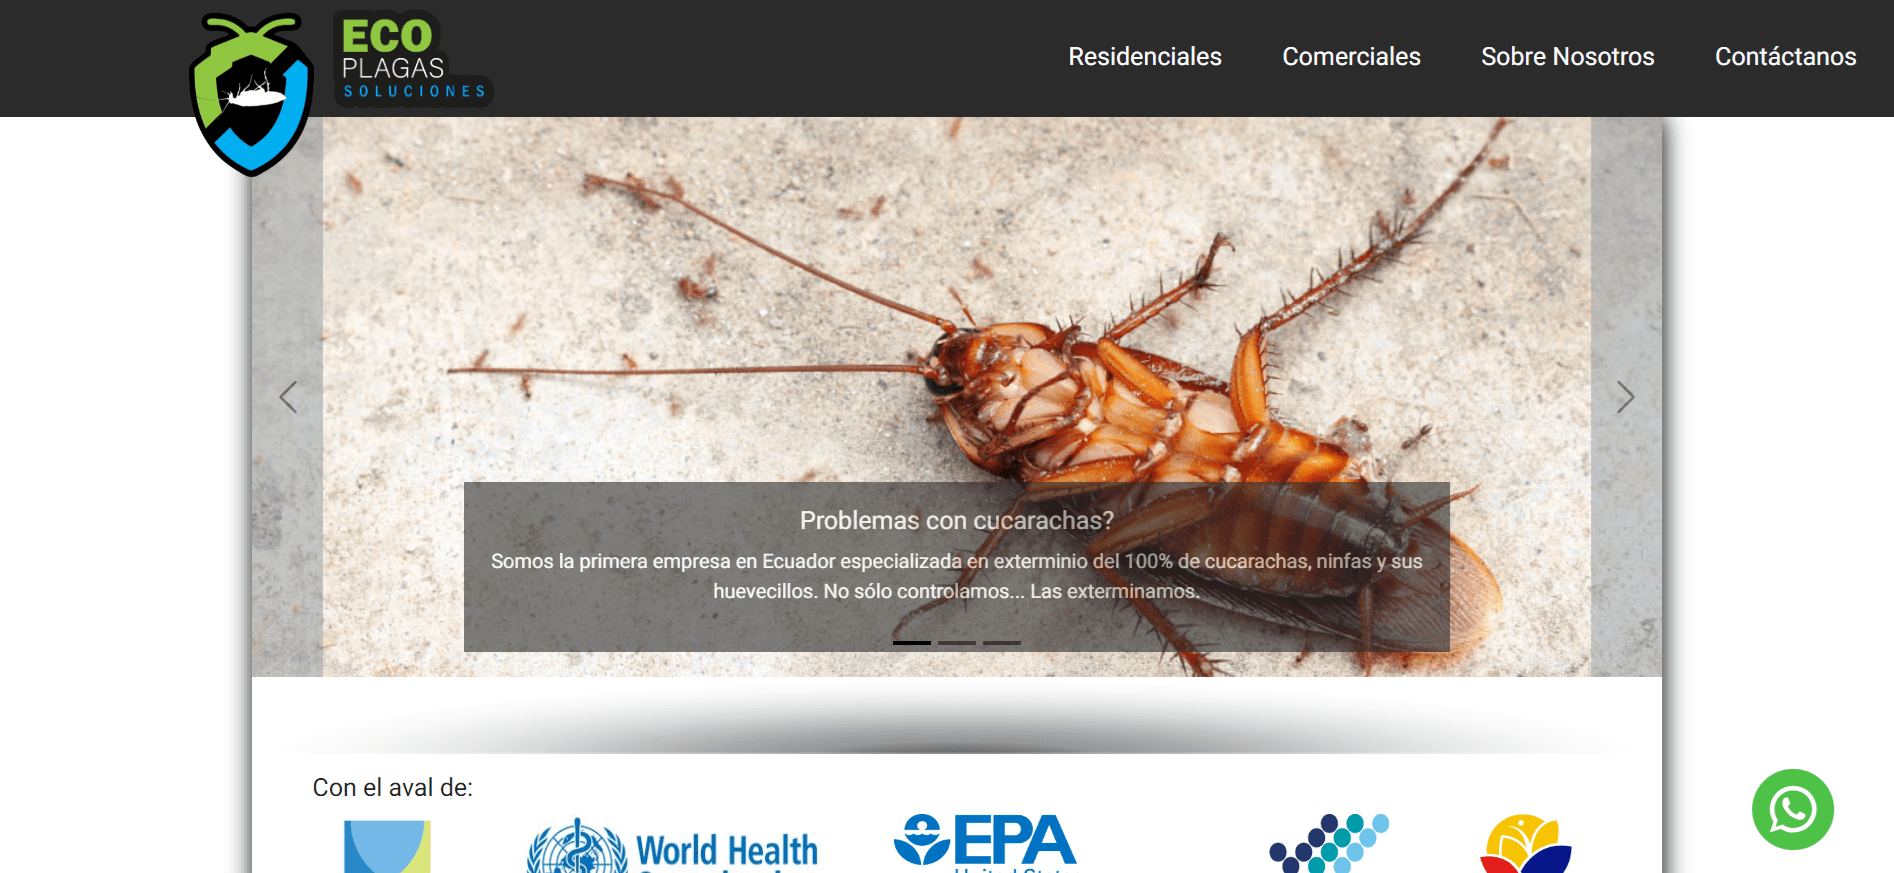 ECO
PLAGAS
SOLUCIONES
Residenciales
Comerciales
Sobre Nosotros
Contáctanos
Problemas con cucarachas?
Somos la primera empresa en Ecuador especializada en exterminio del 100% de cucarachas, ninfas y sus
huevecillos. No sólo controlamos... Las exterminamos.
Con el aval de:
World Health
EPA
United States